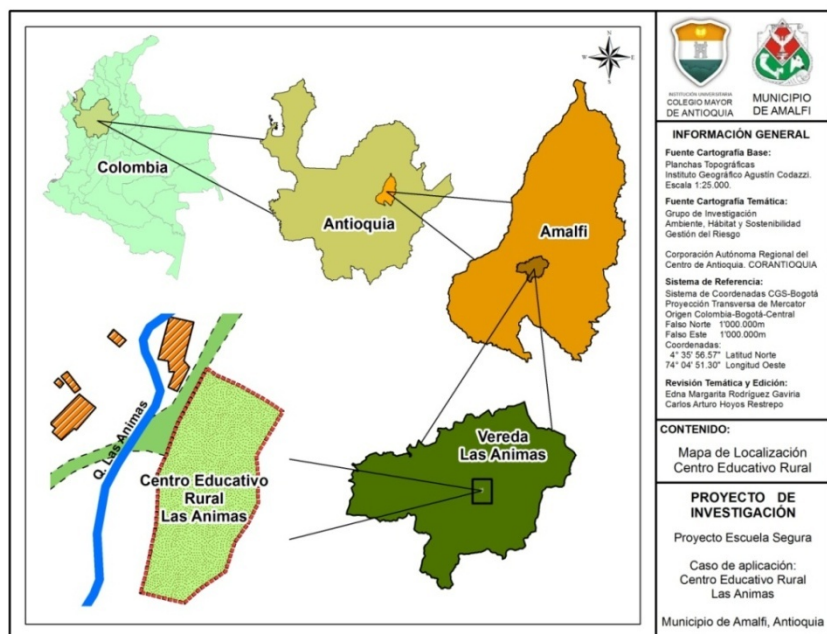 Colombia
Antioquia
Amalfi
Vereda
Las Animas
Centro Educativo
Rural
Las Animas
Q. Las Animas
N
W
E
S
INSTITUCIÓN UNIVERSITARIA
COLEGIO MAYOR
DE ANTIOQUIA
MUNICIPIO
DE AMALFI
INFORMACIÓN GENERAL
Fuente Cartografía Base:
Planchas Topográficas
Instituto Geográfico Agustín Codazzi.
Escala 1:25.000.
Fuente Cartografía Temática:
Grupo de Investigación
Ambiente, Hábitat y Sostenibilidad
Gestión del Riesgo
Corporación Autónoma Regional del
Centro de Antioquia. CORANTIOQUIA
Sistema de Referencia:
Sistema de Coordenadas CGS-Bogotá
Proyección Transversa de Mercator
Origen Colombia-Bogotá-Central
Falso Norte 1'000.000m
Falso Este 1'000.000m
Coordenadas:
4° 35' 56.57" Latitud Norte
74° 04' 51.30" Longitud Oeste
Revisión Temática y Edición:
Edna Margarita Rodríguez Gaviria
Carlos Arturo Hoyos Restrepo
CONTENIDO:
Mapa de Localización
Centro Educativo Rural
PROYECTO DE
INVESTIGACIÓN
Proyecto Escuela Segura
Caso de aplicación:
Centro Educativo Rural
Las Animas
Municipio de Amalfi, Antioquia